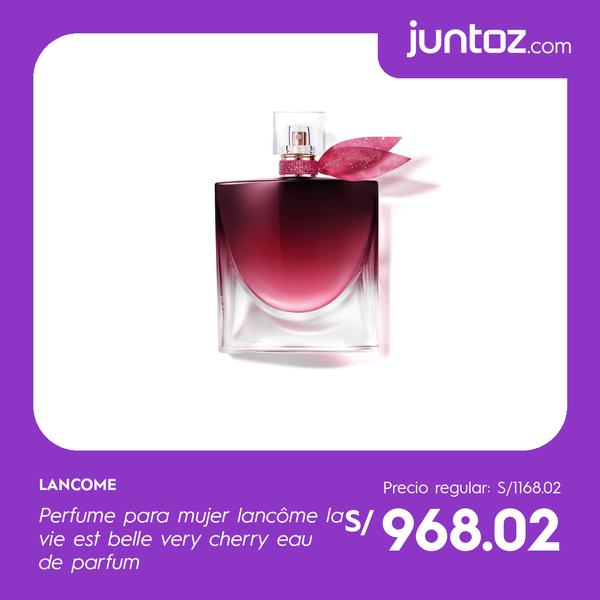 juntoz.com
LANCOME
Perfume para mujer lancôme la
vie est belle very cherry eau
de parfum
Precio regular: S/1168.02
S/ 968.02